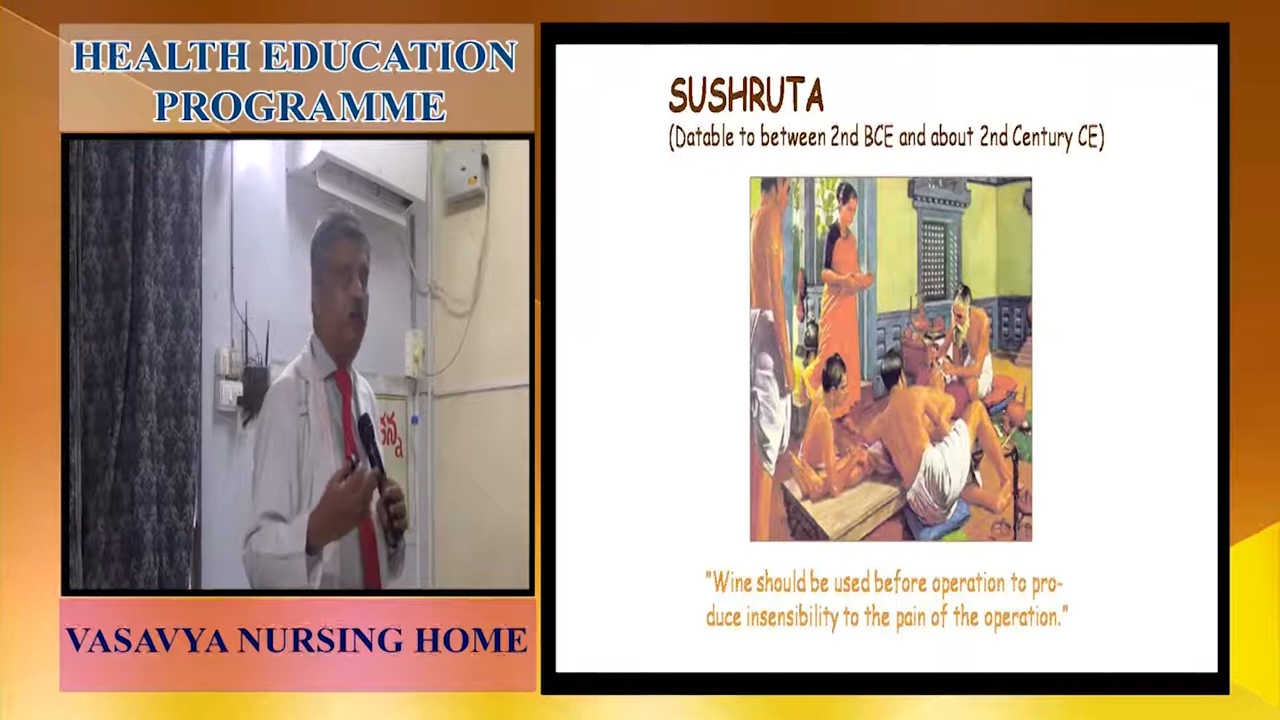 HEALTH EDUCATION
PROGRAMME
SUSHRUTA
(Datable to between 2nd BCE and about 2nd Century CE)
"Wine should be used before operation to pro-
duce insensibility to the pain of the operation."
VASAVYA NURSING HOME